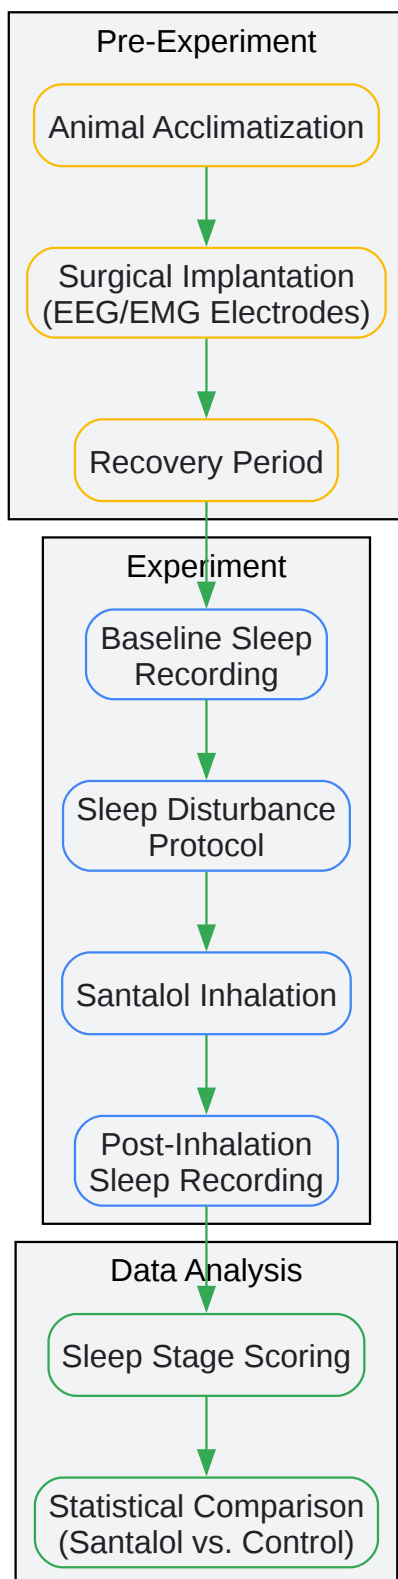 Pre-Experiment
Animal Acclimatization
Surgical Implantation
(EEG/EMG Electrodes)
Recovery Period
Experiment
Baseline Sleep
Recording
Sleep Disturbance
Protocol
Santalol Inhalation
Post-Inhalation
Sleep Recording
Data Analysis
Sleep Stage Scoring
Statistical Comparison
(Santalol vs. Control)